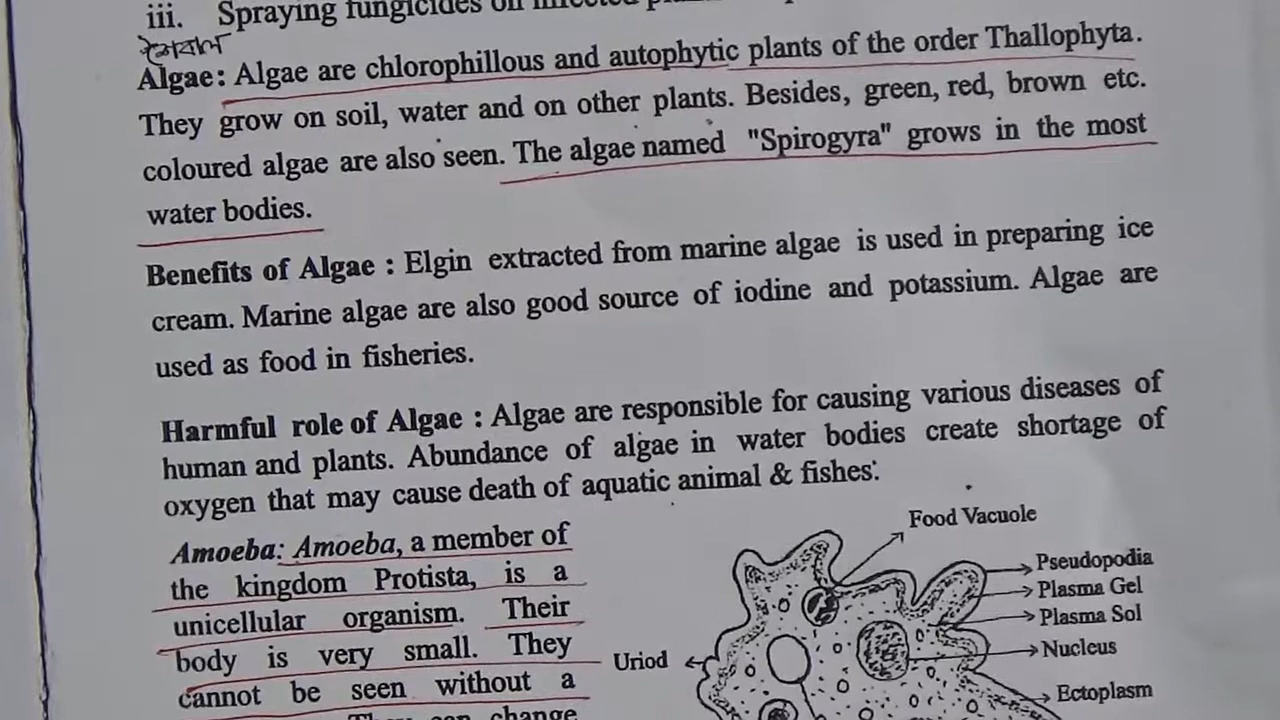 iii. Spraying fungicides on infected
শৈবাল
Algae: Algae are chlorophillous and autophytic plants of the order Thallophyta.
They grow on soil, water and on other plants. Besides, green, red, brown etc.
coloured algae are also seen. The algae named "Spirogyra" grows in the most
water bodies.
Benefits of Algae : Elgin extracted from marine algae is used in preparing ice
cream. Marine algae are also good source of iodine and potassium. Algae are
used as food in fisheries.
Harmful role of Algae : Algae are responsible for causing various diseases of
human and plants. Abundance of algae in water bodies create shortage of
oxygen that may cause death of aquatic animal & fishes.
Amoeba: Amoeba, a member of
the kingdom Protista, is a
unicellular organism. Their
body is very small. They
cannot be seen without a
They can change
Food Vacuole
Pseudopodia
Plasma Gel
Plasma Sol
Nucleus
Uriod
Ectoplasm